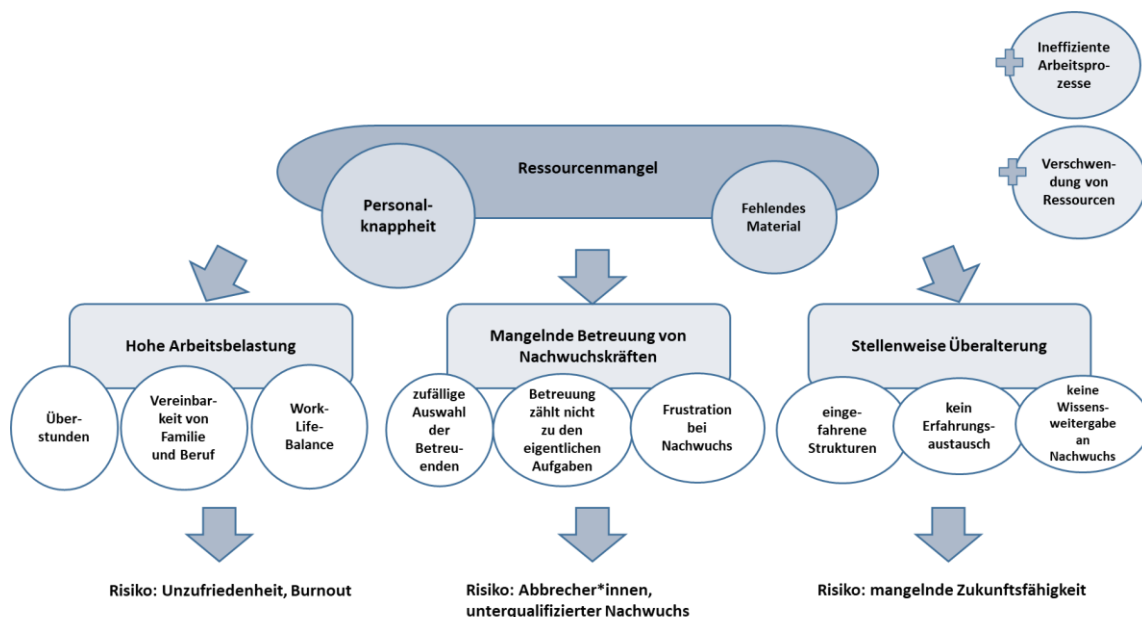 Ineffiziente
Arbeitspro-
zesse
Verschwen-
dung von
Ressourcen
Ressourcenmangel
Personal-
knappheit
Fehlendes
Material
Hohe Arbeitsbelastung
Über-
stunden
Vereinbar-
keit von
Familie
und Beruf
Work-
Life-
Balance
Mangelnde Betreuung von
Nachwuchskräften
zufällige
Auswahl
der
Betreu-
enden
Betreuung
zählt nicht
zu den
eigentlichen
Aufgaben
Frustration
bei
Nachwuchs
Stellenweise Überalterung
einge-
fahrene
Strukturen
kein
Erfahrungs-
austausch
keine
Wissens-
weitergabe
an
Nachwuchs
Risiko: Unzufriedenheit, Burnout
Risiko: Abbrecher*innen,
unterqualifizierter Nachwuchs
Risiko: mangelnde Zukunftsfähigkeit